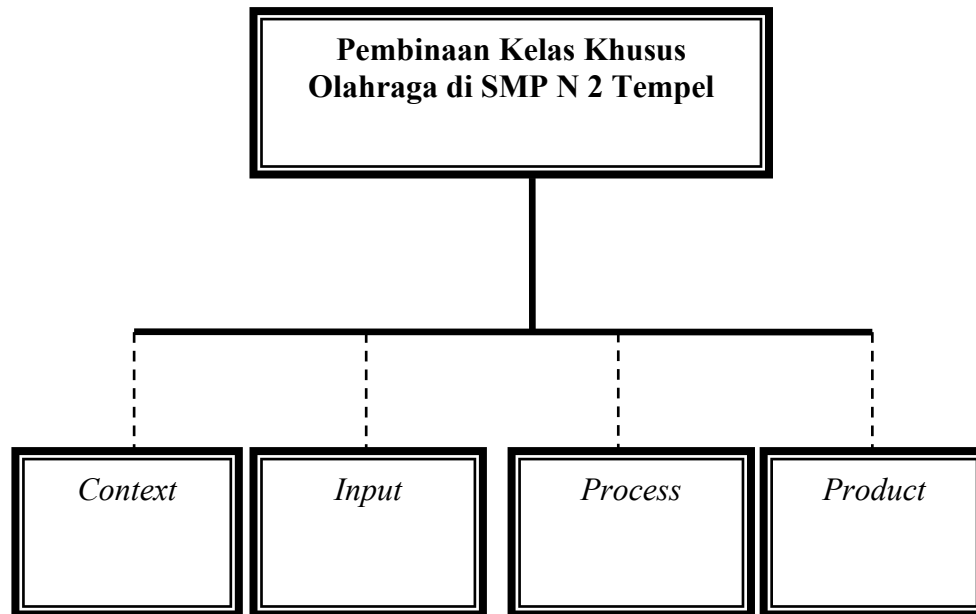 Pembinaan Kelas Khusus
Olahraga di SMP N 2 Tempel
Context
Input
Process
Product